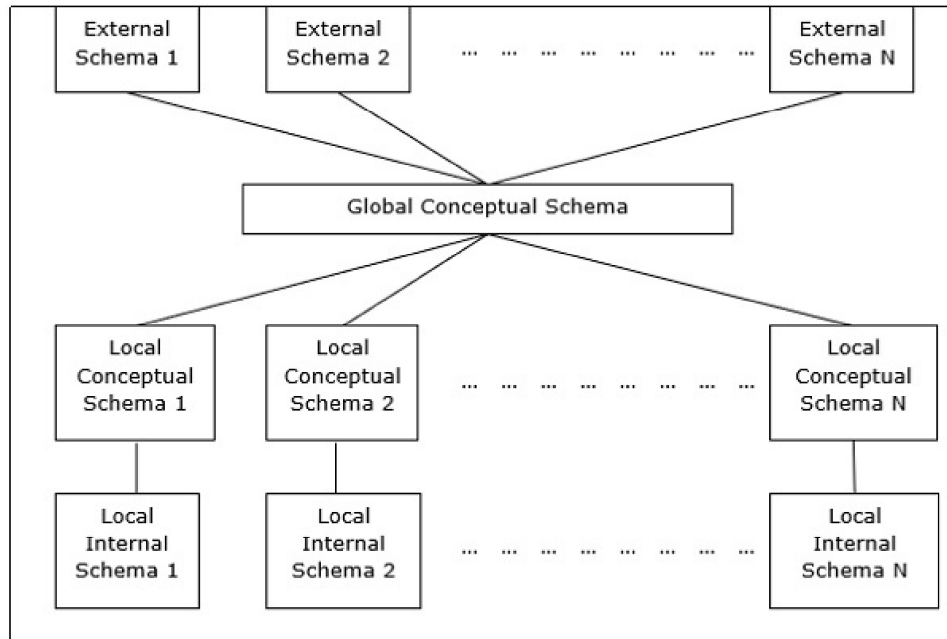 External
Schema 1
External
Schema 2
... ... ... ... ... ... ... ...
External
Schema N
Global Conceptual Schema
Local
Conceptual
Schema 1
Local
Conceptual
Schema 2
... ... ... ... ... ... ... ...
Local
Conceptual
Schema N
Local
Internal
Schema 1
Local
Internal
Schema 2
... ... ... ... ... ... ... ...
Local
Internal
Schema N